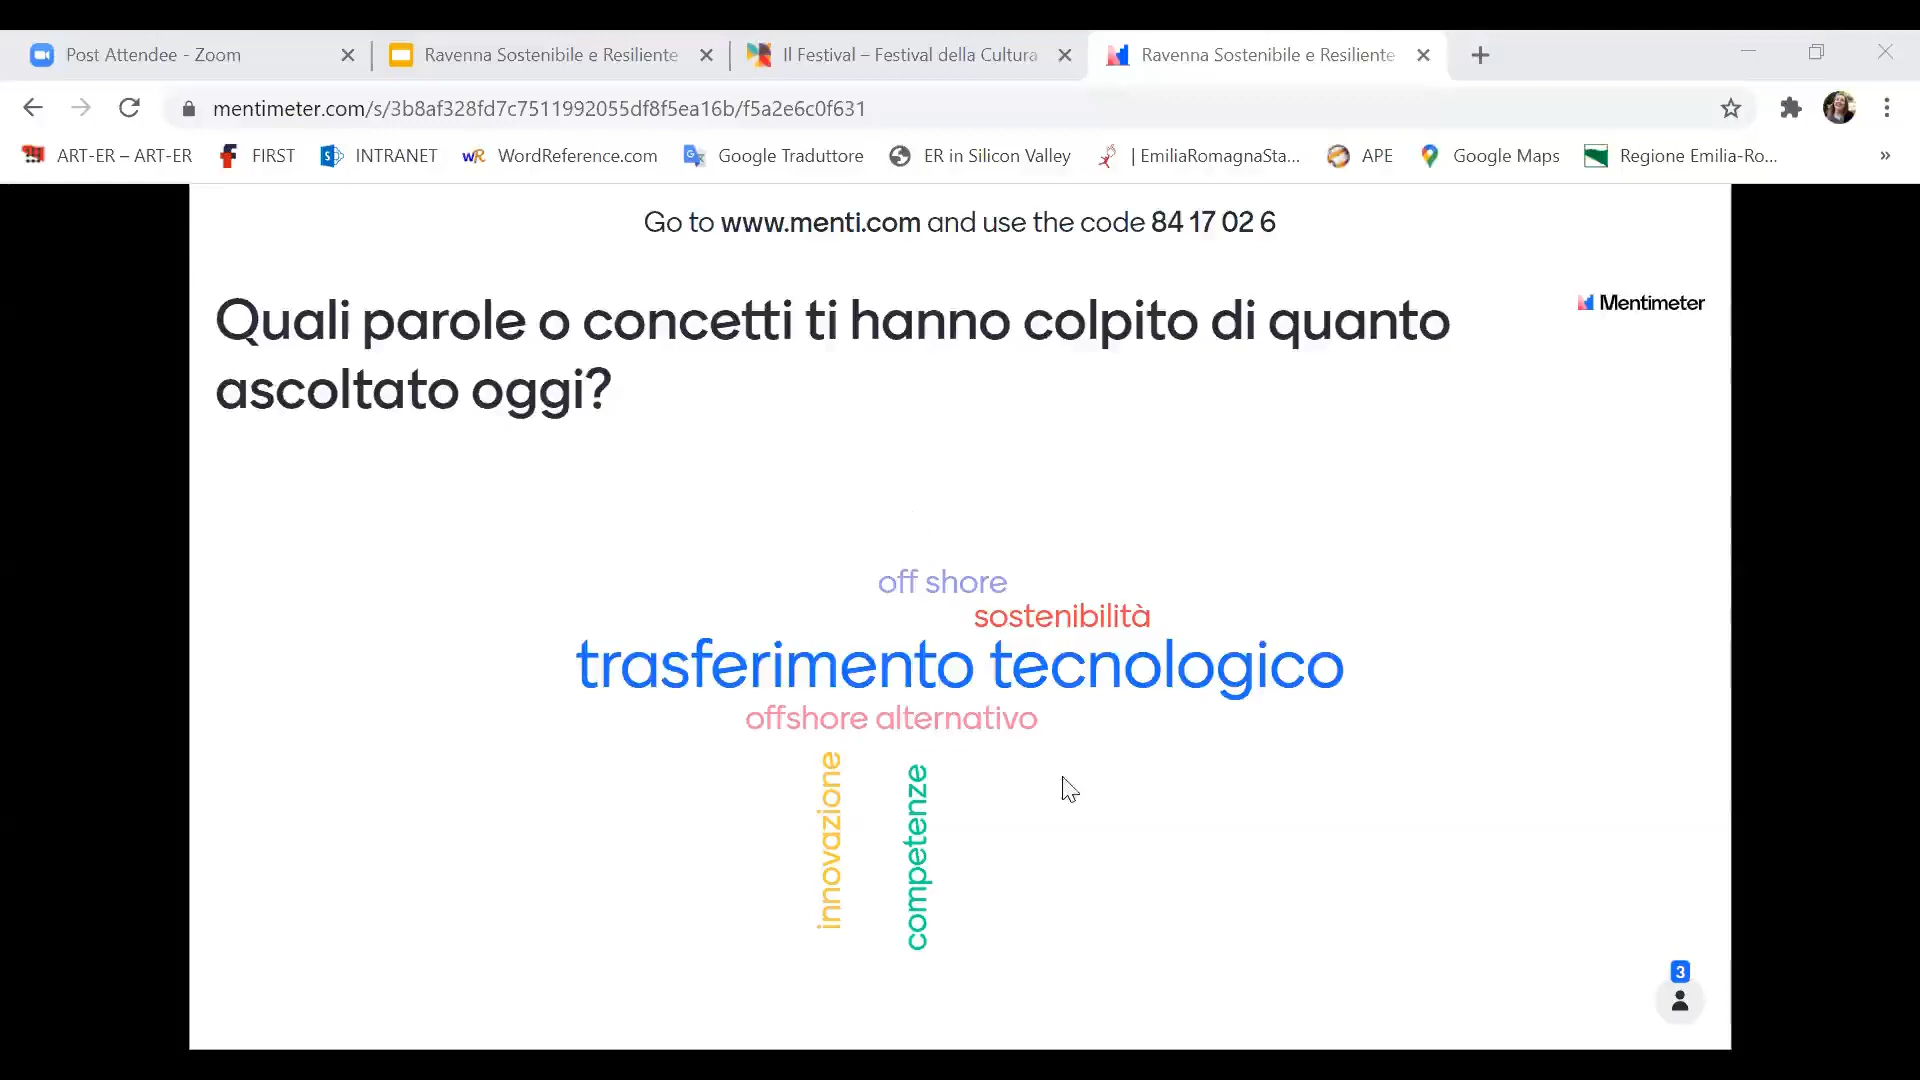 Post Attendee - Zoom
Ravenna Sostenibile e Resiliente
Il Festival – Festival della Cultura
Ravenna Sostenibile e Resiliente
mentimeter.com/s/3b8af328fd7c7511992055df8f5ea16b/f5a2e6c0f631
ART-ER – ART-ER
FIRST
INTRANET
WordReference.com
Google Traduttore
ER in Silicon Valley
| EmiliaRomagnaSta...
APE
Google Maps
Regione Emilia-Ro...
»
Go to www.menti.com and use the code 84 17 02 6
Mentimeter
Quali parole o concetti ti hanno colpito di quanto
ascoltato oggi?
off shore
sostenibilità
trasferimento tecnologico
offshore alternativo
innovazione
competenze
3